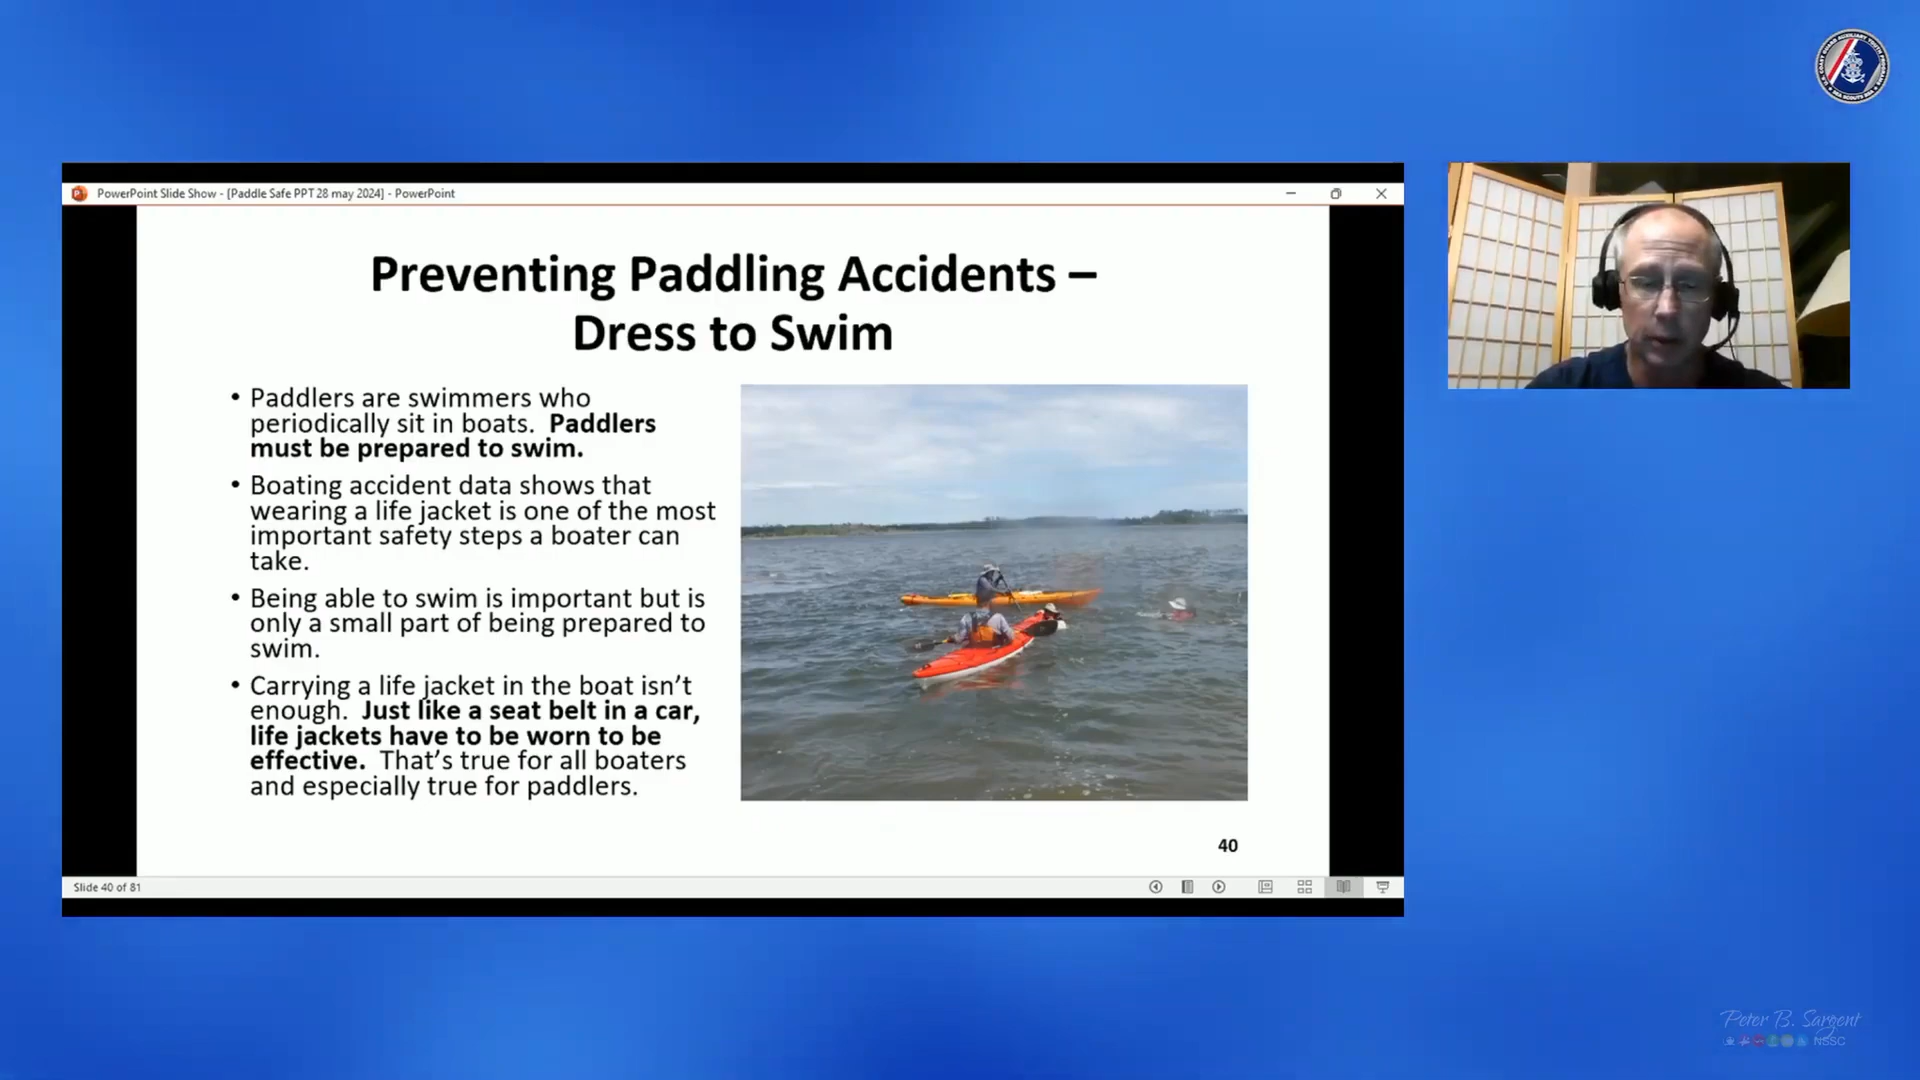 PowerPoint Slide Show - [Paddle Safe PPT 28 may 2024] - PowerPoint
Preventing Paddling Accidents –
Dress to Swim
• Paddlers are swimmers who
periodically sit in boats. Paddlers
must be prepared to swim.
• Boating accident data shows that
wearing a life jacket is one of the most
important safety steps a boater can
take.
• Being able to swim is important but is
only a small part of being prepared to
swim.
• Carrying a life jacket in the boat isn’t
enough. Just like a seat belt in a car,
life jackets have to be worn to be
effective. That’s true for all boaters
and especially true for paddlers.
40
Slide 40 of 81
Peter B. Sargent
NSSC